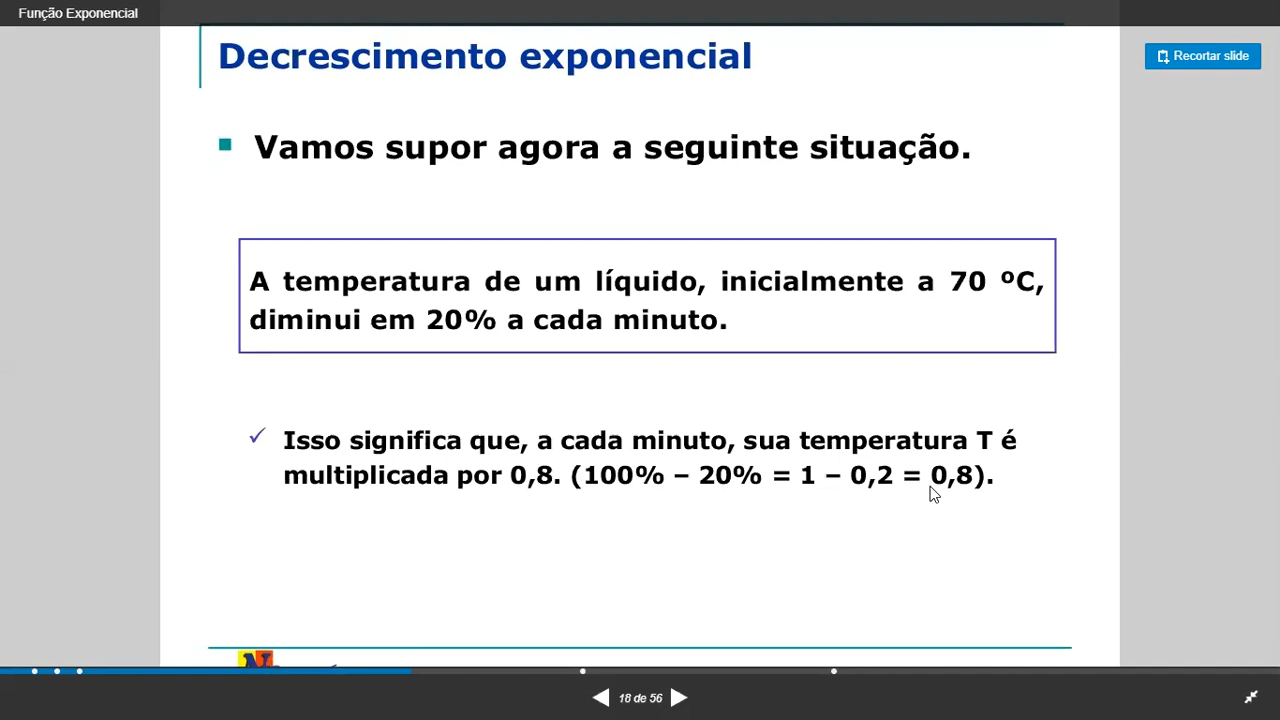 Função Exponencial
Decrescimento exponencial
Recortar slide
Vamos supor agora a seguinte situação.
A temperatura de um líquido, inicialmente a 70 ºC,
diminui em 20% a cada minuto.
Isso significa que, a cada minuto, sua temperatura T é
multiplicada por 0,8. (100% – 20% = 1 – 0,2 = 0,8).
18 de 56